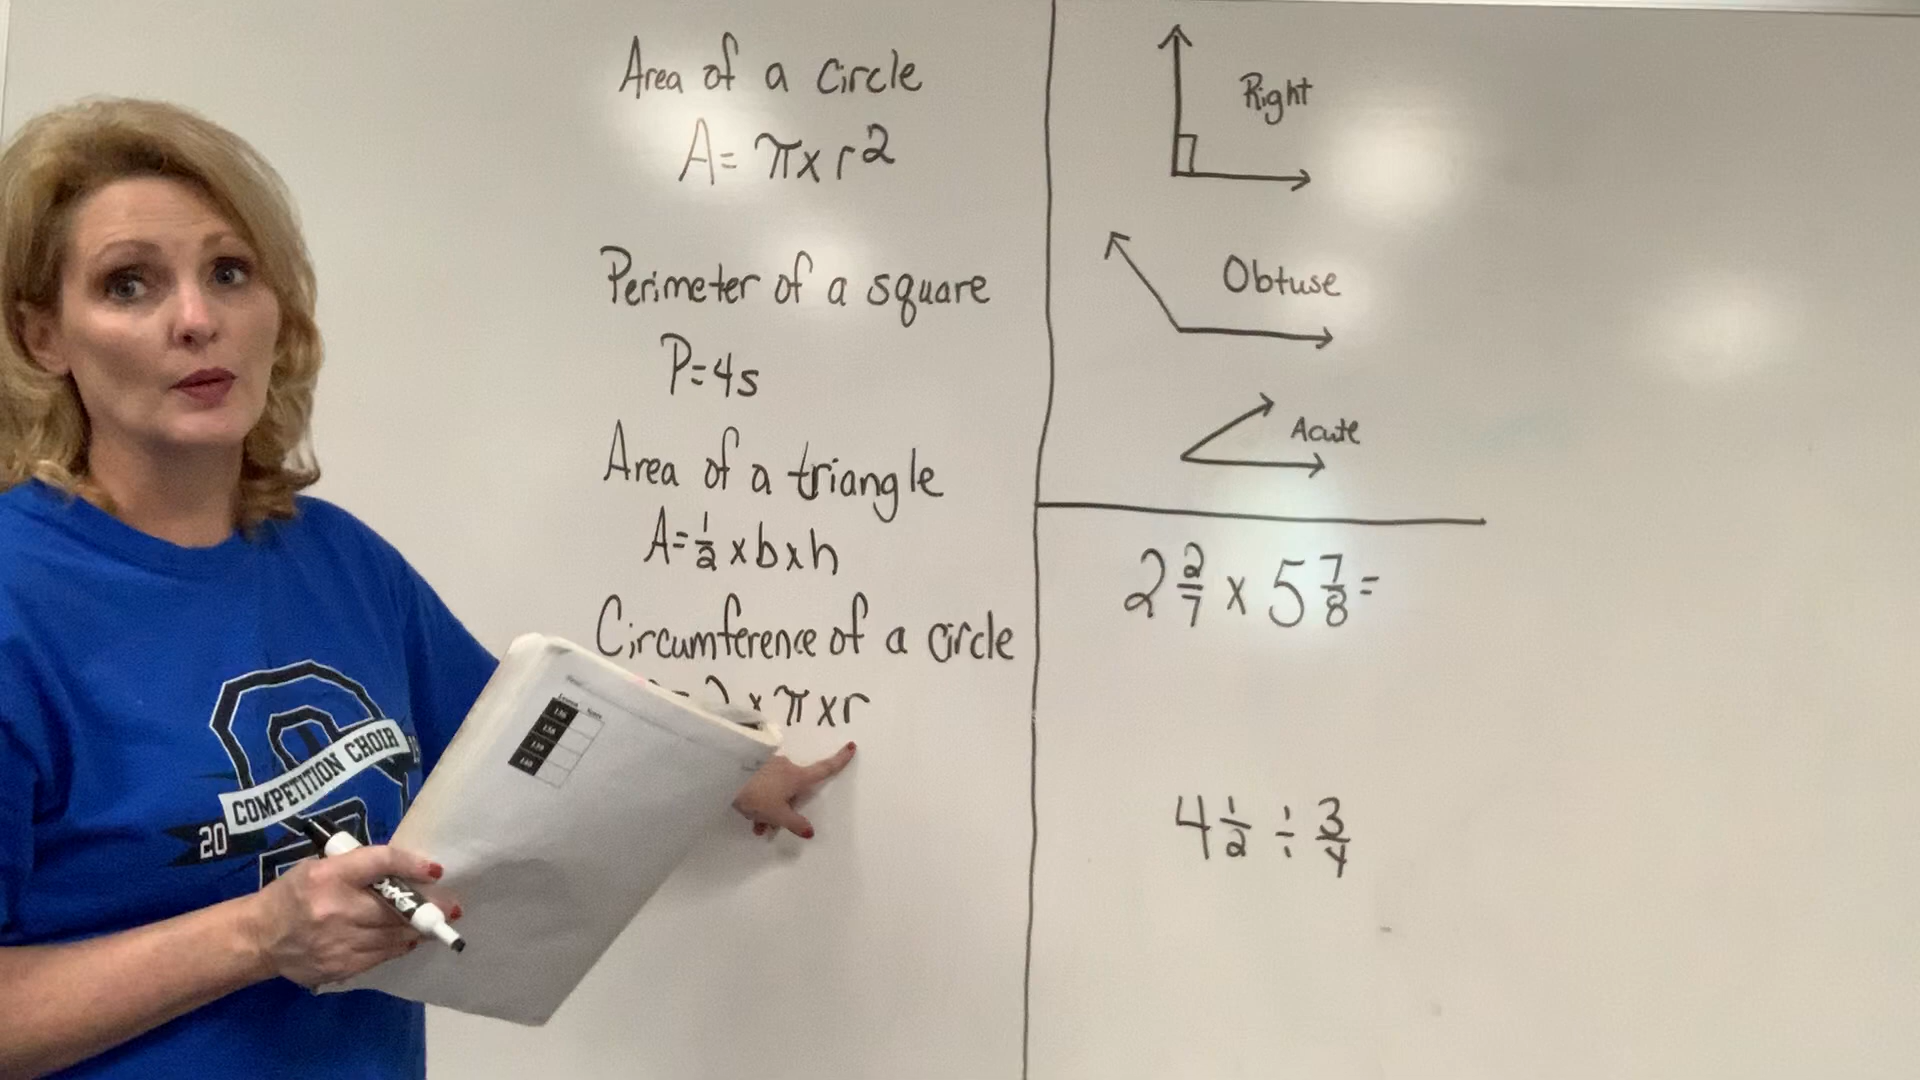 Area of a circle
A = π x r²
Perimeter of a square
P = 4s
Area of a triangle
A = 1/2 x b x h
Circumference of a circle
x π x r
Right
Obtuse
Acute
2 2/7 x 5 7/8 =
4 1/2 ÷ 3/4
COMPETITION CHOIR
20